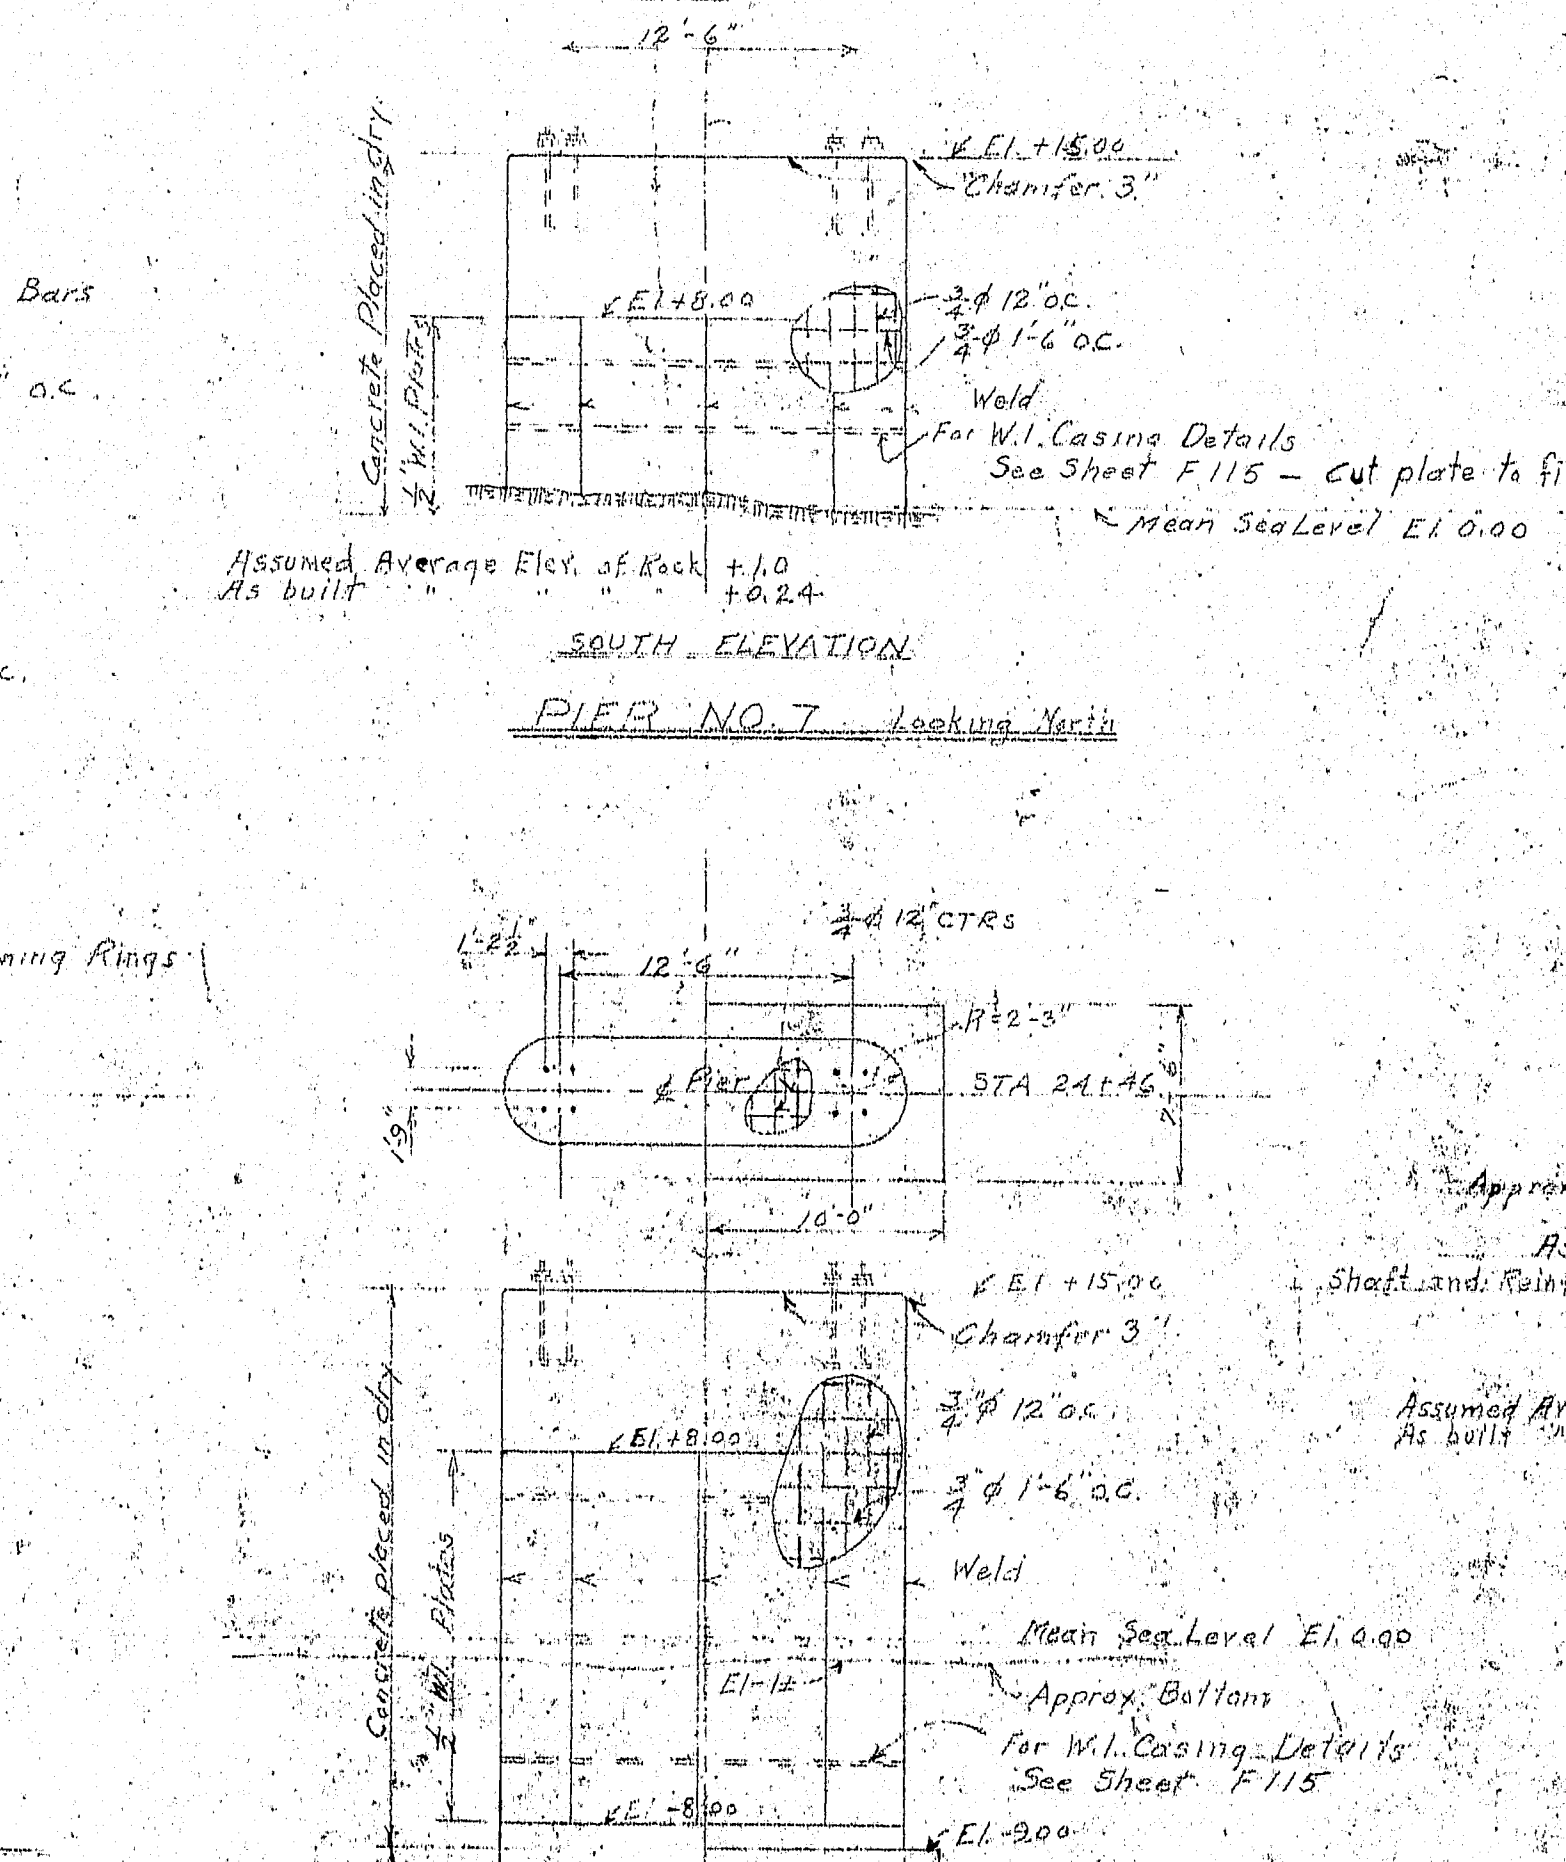 12'-6"
El. +15.00
Chamfer 3"
Concrete Placed in dry
1/2" W.I. Plates
Bars
El. +8.00
3/4 ϕ 12" o.c.
3/4 ϕ 1'-6" o.c.
" o.c.
Weld
For W.I. Casing Details
See Sheet F 115 - Cut plate to fi
Mean Sea Level El. 0.00
Assumed Average Elev. of Rock +1.0
As built " " " " +0.24
SOUTH ELEVATION
c.
PIER NO. 7 Looking North
3/4 ϕ 12" CTRS
1'-2 1/2"
12'-6"
ning Rings
R=2'-3"
℄ Pier
STA 24+46
7'-6"
1'9"
Approx
10'-0"
As
El. +15.00
Shaft and Rein
Chamfer 3"
3/4" ϕ 12" o.c.
Assumed Av
As built "
El. +8.00
3/4" ϕ 1'-6" o.c.
Concrete placed in dry
1/2" W.I. Plates
Weld
Mean Sea Level El. 0.00
El-1±
Approx. Bottom
For W.I. Casing Details
See Sheet F 115
El. -8.00
El. -9.00